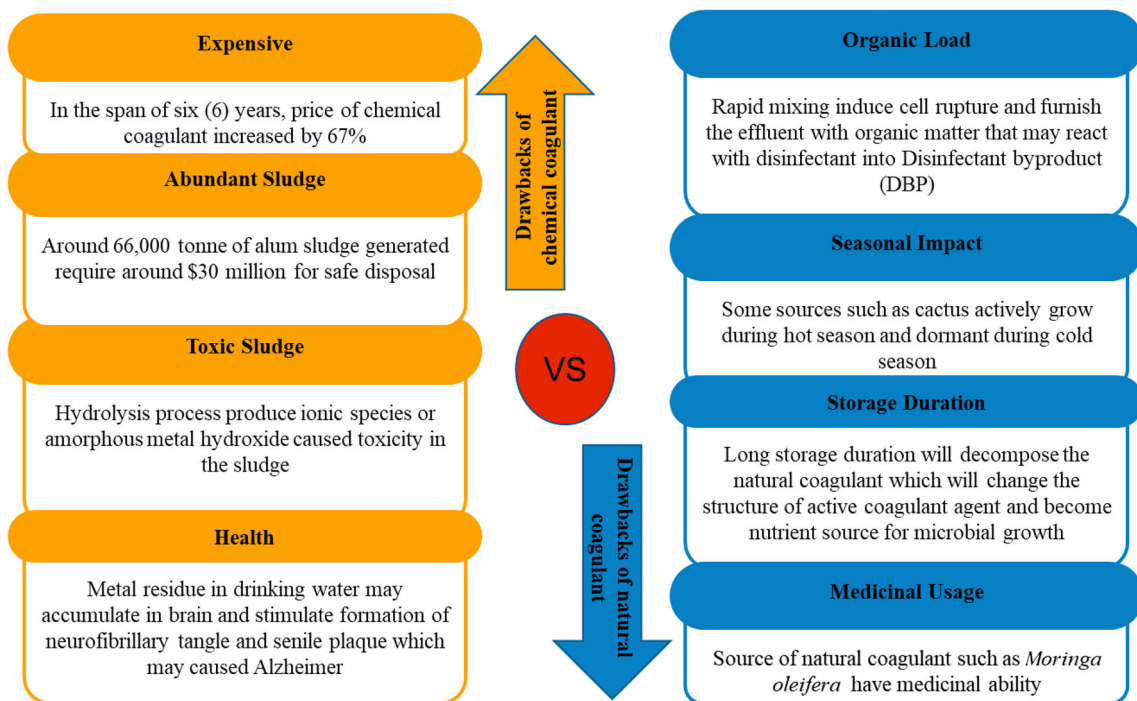 Expensive
In the span of six (6) years, price of chemical
coagulant increased by 67%
Abundant Sludge
Around 66,000 tonne of alum sludge generated
require around $30 million for safe disposal
Toxic Sludge
Hydrolysis process produce ionic species or
amorphous metal hydroxide caused toxicity in
the sludge
Health
Metal residue in drinking water may
accumulate in brain and stimulate formation of
neurofibrillary tangle and senile plaque which
may caused Alzheimer
Drawbacks of
chemical coagulant
VS
Drawbacks of natural
coagulant
Organic Load
Rapid mixing induce cell rupture and furnish
the effluent with organic matter that may react
with disinfectant into Disinfectant byproduct
(DBP)
Seasonal Impact
Some sources such as cactus actively grow
during hot season and dormant during cold
season
Storage Duration
Long storage duration will decompose the
natural coagulant which will change the
structure of active coagulant agent and become
nutrient source for microbial growth
Medicinal Usage
Source of natural coagulant such as Moringa
oleifera have medicinal ability